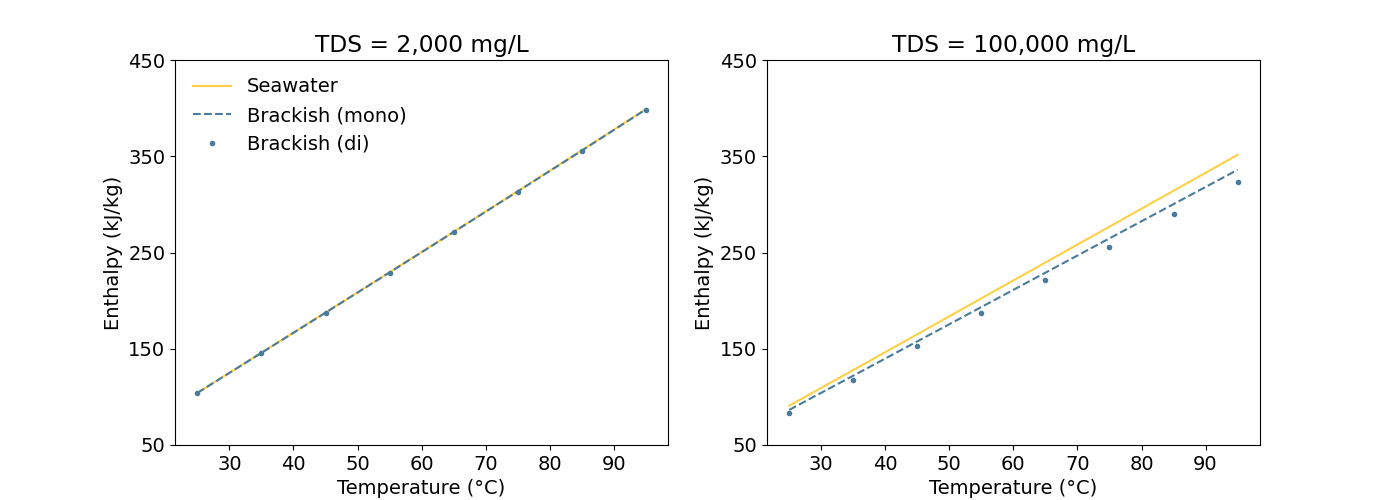 TDS = 2,000 mg/L
450
350
250
150
50
Enthalpy (kJ/kg)
Seawater
Brackish (mono)
Brackish (di)
30 40 50 60 70 80 90
Temperature (°C)
TDS = 100,000 mg/L
450
350
250
150
50
Enthalpy (kJ/kg)
30 40 50 60 70 80 90
Temperature (°C)